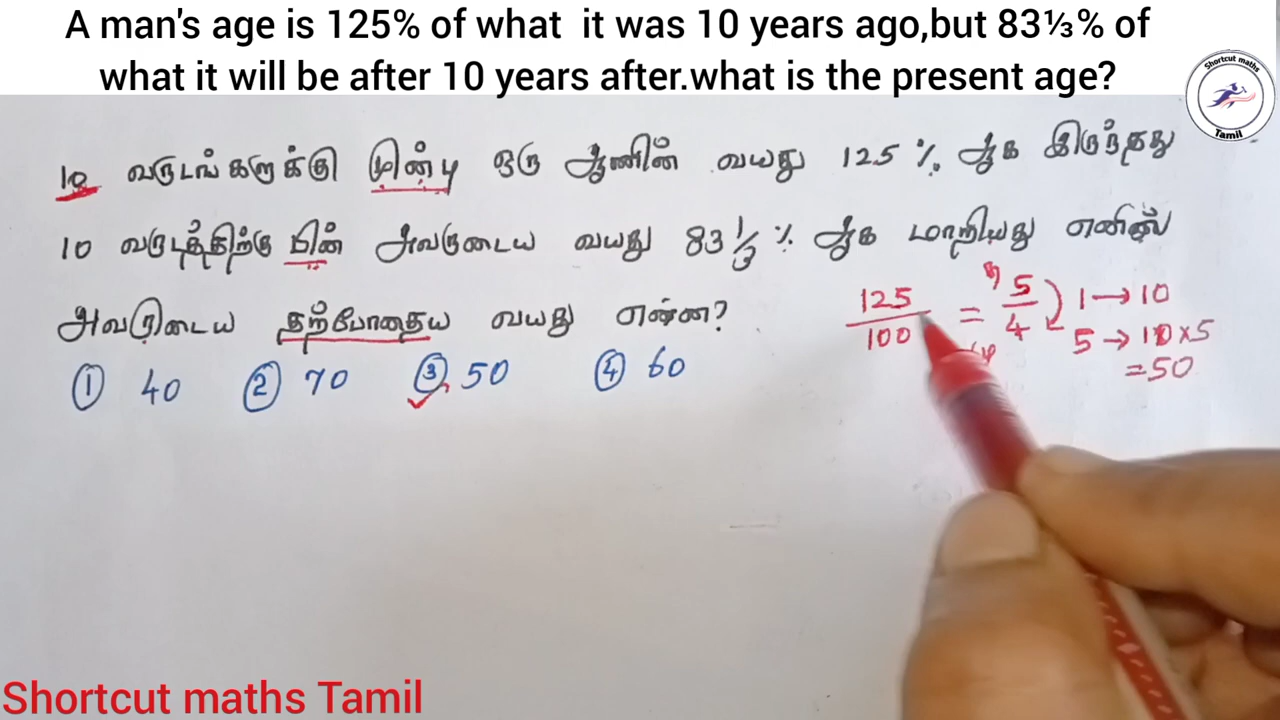 A man's age is 125% of what it was 10 years ago,but 83⅓% of
what it will be after 10 years after.what is the present age?
Shortcut maths
Tamil
10 வருடங்களுக்கு முன்பு ஒரு ஆணின் வயது 125 % ஆக இருந்தது
10 வருடத்திற்கு பின் அவருடைய வயது 83 1/3 % ஆக மாறியது எனில்
அவருடைய தற்போதைய வயது என்ன?
125/100 = 5/4
1 → 10
5 → 10×5
=50
① 40 ② 70 ③ 50 ④ 60
Shortcut maths Tamil